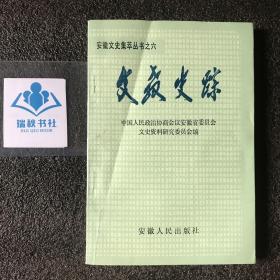 安徽文史集萃丛书之六
文教史踪
中国人民政治协商会议安徽省委员会
文史资料研究委员会编
安徽人民出版社
瑞秋书社